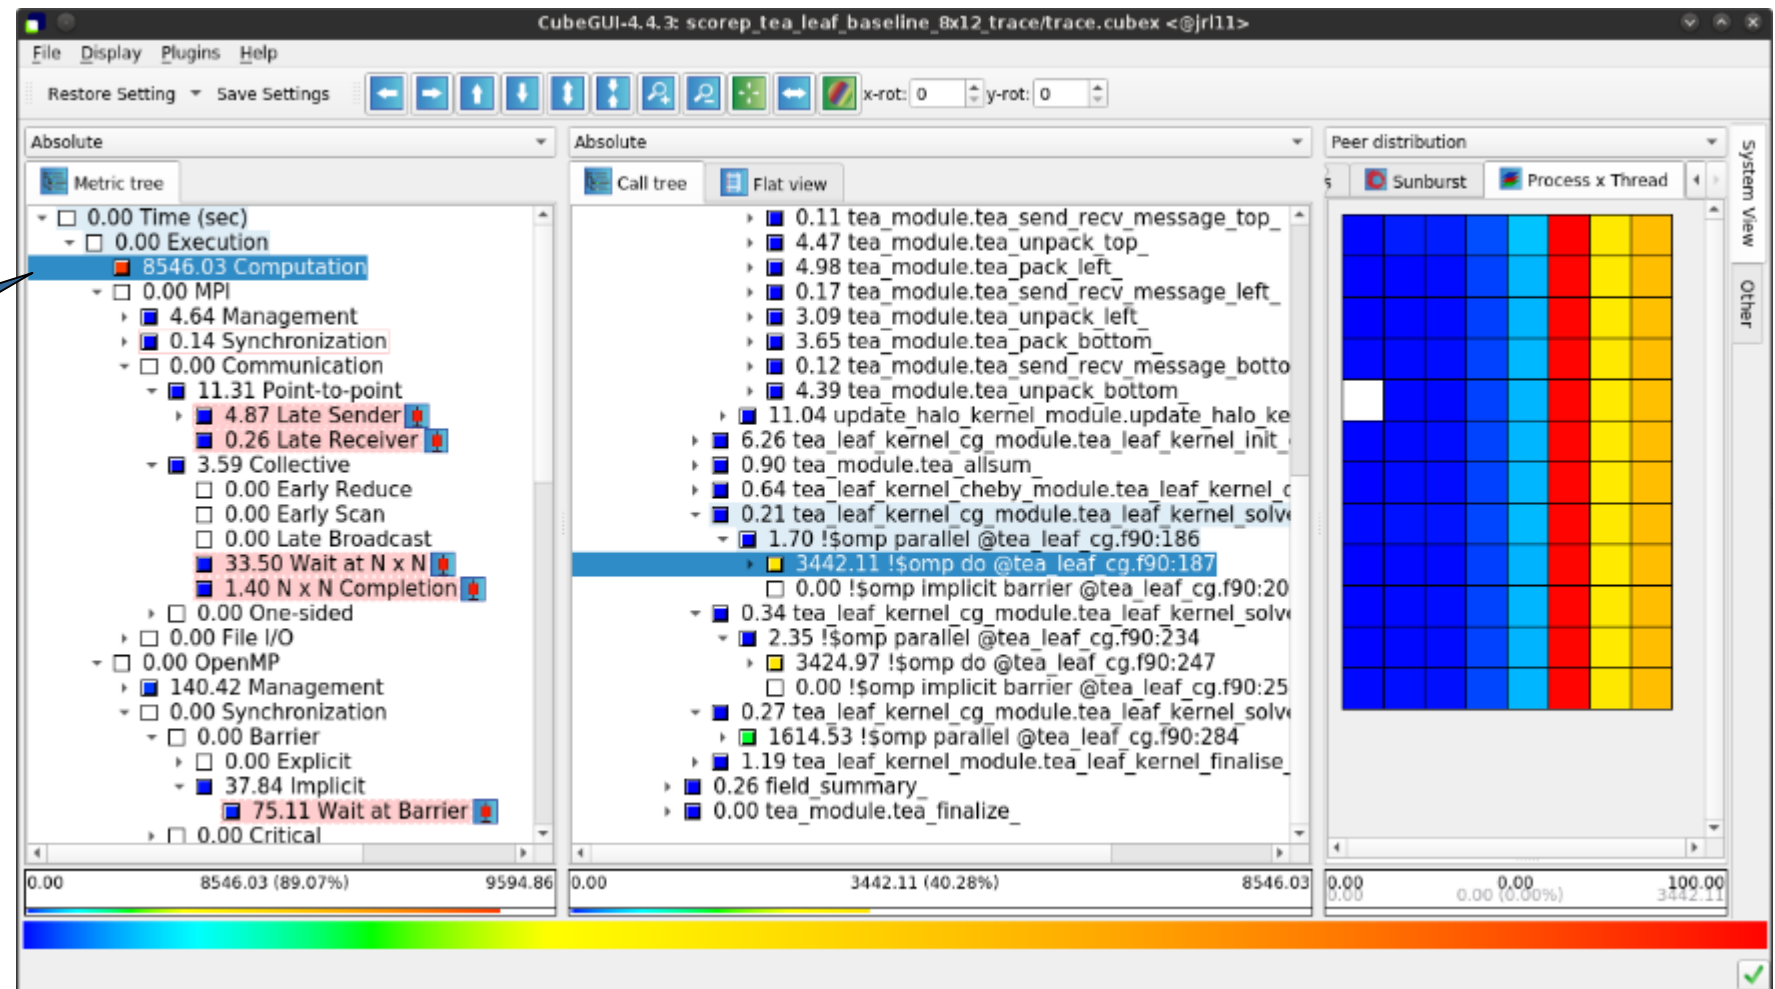 CubeGUI-4.4.3: scorep_tea_leaf_baseline_8x12_trace/trace.cubex <@jrl11>
File Display Plugins Help
Restore Setting Save Settings x-rot: 0 y-rot: 0
Absolute
Metric tree
0.00 Time (sec)
0.00 Execution
8546.03 Computation
0.00 MPI
4.64 Management
0.14 Synchronization
0.00 Communication
11.31 Point-to-point
4.87 Late Sender
0.26 Late Receiver
3.59 Collective
0.00 Early Reduce
0.00 Early Scan
0.00 Late Broadcast
33.50 Wait at N x N
1.40 N x N Completion
0.00 One-sided
0.00 File I/O
0.00 OpenMP
140.42 Management
0.00 Synchronization
0.00 Barrier
0.00 Explicit
37.84 Implicit
75.11 Wait at Barrier
0.00 Critical
0.00 8546.03 (89.07%) 9594.86
Absolute
Call tree Flat view
0.11 tea_module.tea_send_recv_message_top_
4.47 tea_module.tea_unpack_top_
4.98 tea_module.tea_pack_left_
0.17 tea_module.tea_send_recv_message_left_
3.09 tea_module.tea_unpack_left_
3.65 tea_module.tea_pack_bottom_
0.12 tea_module.tea_send_recv_message_botto
4.39 tea_module.tea_unpack_bottom_
11.04 update_halo_kernel_module.update_halo_ke
6.26 tea_leaf_kernel_cg_module.tea_leaf_kernel_init_
0.90 tea_module.tea_allsum_
0.64 tea_leaf_kernel_cheby_module.tea_leaf_kernel_c
0.21 tea_leaf_kernel_cg_module.tea_leaf_kernel_solve
1.70 !$omp parallel @tea_leaf_cg.f90:186
3442.11 !$omp do @tea_leaf_cg.f90:187
0.00 !$omp implicit barrier @tea_leaf_cg.f90:20
0.34 tea_leaf_kernel_cg_module.tea_leaf_kernel_solve
2.35 !$omp parallel @tea_leaf_cg.f90:234
3424.97 !$omp do @tea_leaf_cg.f90:247
0.00 !$omp implicit barrier @tea_leaf_cg.f90:25
0.27 tea_leaf_kernel_cg_module.tea_leaf_kernel_solve
1614.53 !$omp parallel @tea_leaf_cg.f90:284
1.19 tea_leaf_kernel_module.tea_leaf_kernel_finalise_
0.26 field_summary_
0.00 tea_module.tea_finalize_
0.00 3442.11 (40.28%) 8546.03
Peer distribution
s Sunburst Process x Thread
0.00 0.00 100.00
0.00 0.00 (0.00%) 3442.11
System View
Other